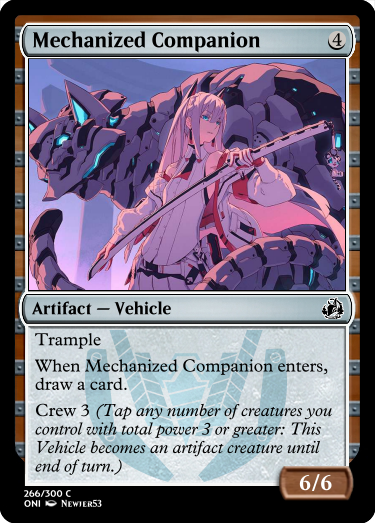 Mechanized Companion 4
Artifact — Vehicle
Trample
When Mechanized Companion enters,
draw a card.
Crew 3 (Tap any number of creatures you
control with total power 3 or greater: This
Vehicle becomes an artifact creature until
end of turn.)
6/6
266/300 C
ONI Newjer53